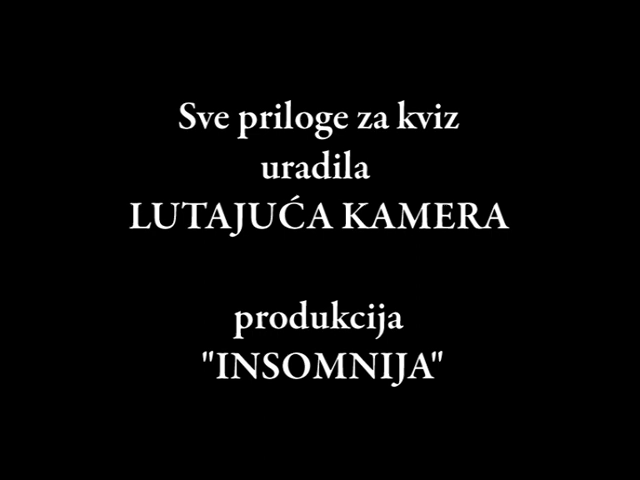 Sve priloge za kviz
uradila
LUTAJUĆA KAMERA
produkcija
"INSOMNIJA"